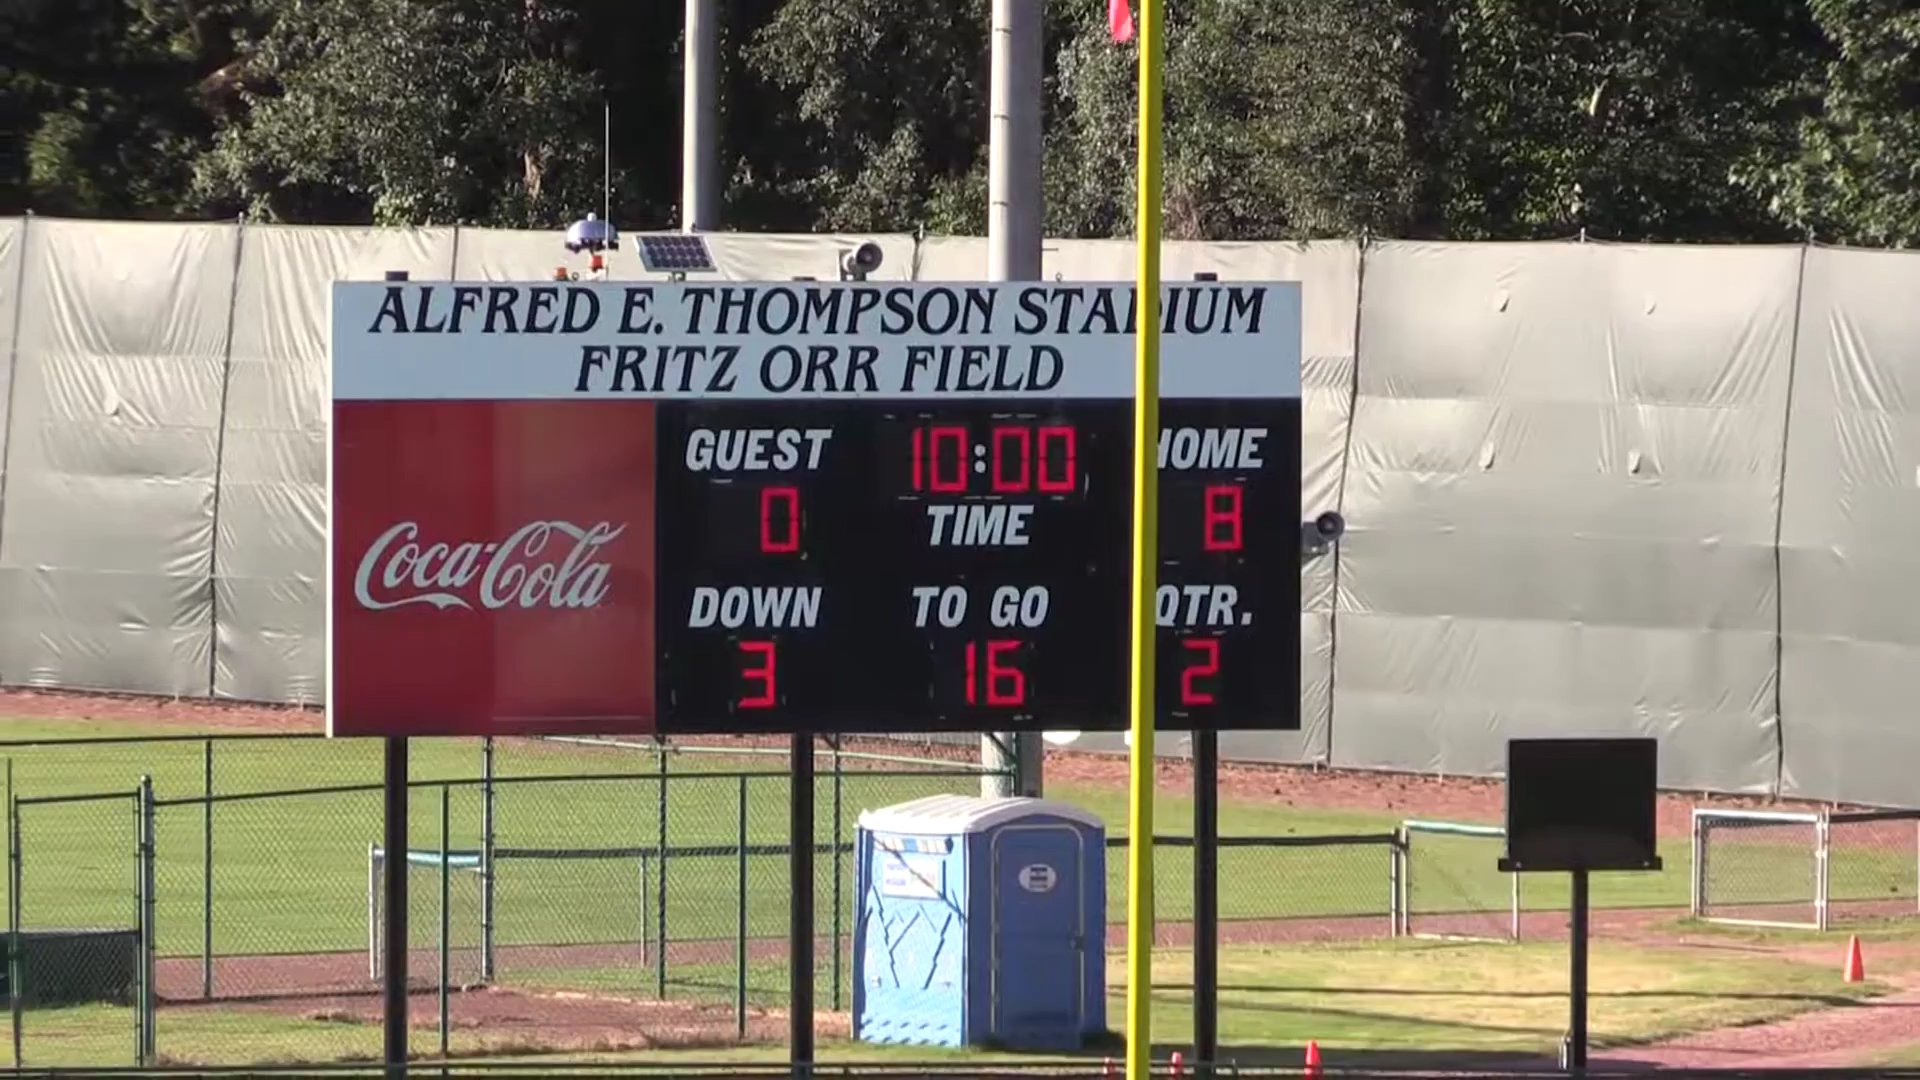 ALFRED E. THOMPSON STADIUM
FRITZ ORR FIELD
GUEST 10:00 HOME
0 TIME 8
Coca-Cola
DOWN TO GO QTR.
3 16 2